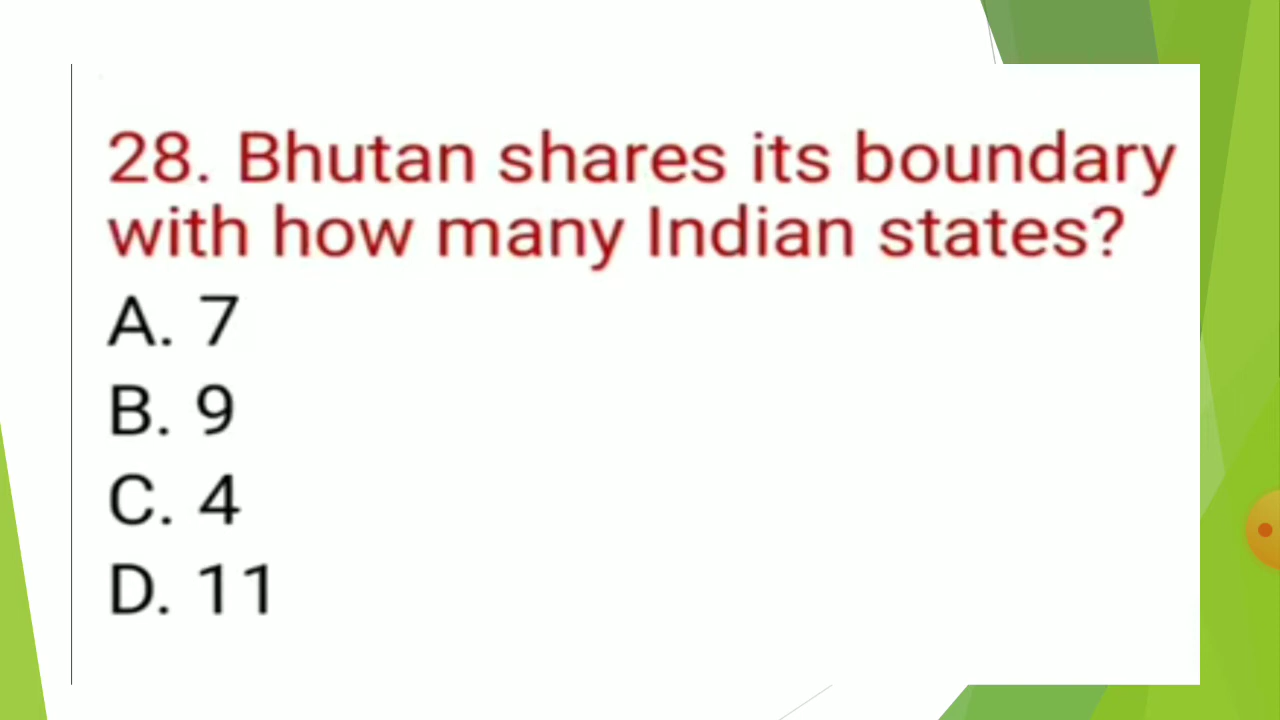 28. Bhutan shares its boundary
with how many Indian states?
A. 7
B. 9
C. 4
D. 11